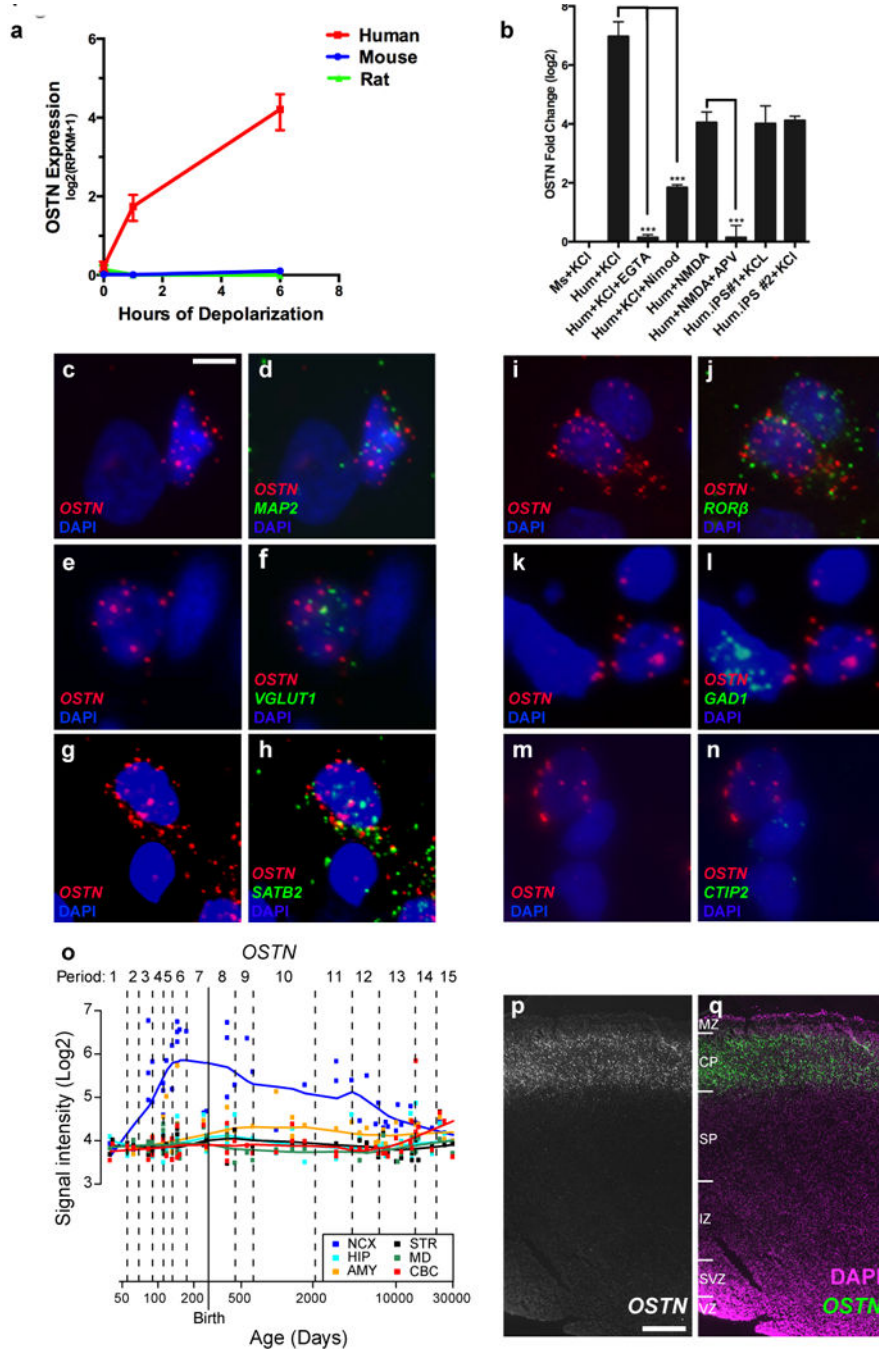 a
OSTN Expression
log2(RPKM+1)
6
4
2
0
0 2 4 6 8
Hours of Depolarization
Human
Mouse
Rat
b
OSTN Fold Change (log2)
8
6
4
2
0
***
***
***
Ms+KCl
Hum+KCl
Hum+KCl+EGTA
Hum+KCl+Nimod
Hum+NMDA
Hum+NMDA+APV
Hum.iPS#1+KCL
Hum.iPS #2+KCl
c
OSTN
DAPI
d
OSTN
MAP2
DAPI
e
OSTN
DAPI
f
OSTN
VGLUT1
DAPI
g
OSTN
DAPI
h
OSTN
SATB2
DAPI
i
OSTN
DAPI
j
OSTN
RORβ
DAPI
k
OSTN
DAPI
l
OSTN
GAD1
DAPI
m
OSTN
DAPI
n
OSTN
CTIP2
DAPI
o
OSTN
Period: 1 2 3 4 5 6 7 8 9 10 11 12 13 14 15
Signal intensity (Log2)
7
6
5
4
3
NCX STR
HIP MD
AMY CBC
50 100 200 500 2000 10000 30000
Birth
Age (Days)
p
OSTN
q
MZ
CP
SP
IZ
SVZ
VZ
DAPI
OSTN